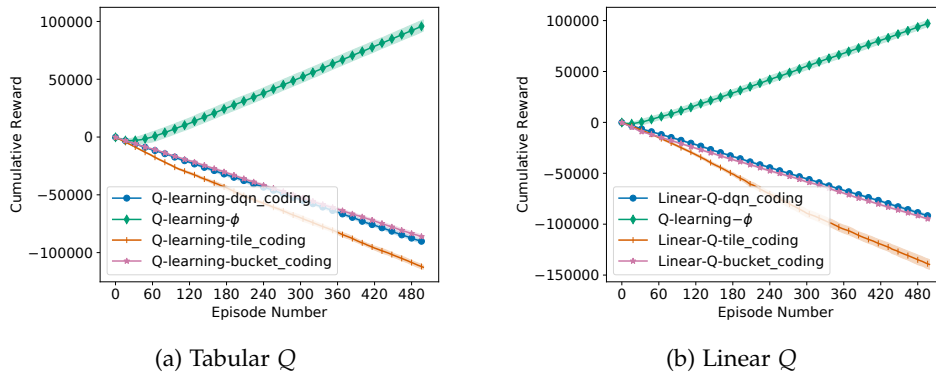 100000
50000
0
−50000
−100000
Cumulative Reward
Q-learning-dqn_coding
Q-learning-ϕ
Q-learning-tile_coding
Q-learning-bucket_coding
0 60 120 180 240 300 360 420 480
Episode Number
(a) Tabular Q
100000
50000
0
−50000
−100000
−150000
Cumulative Reward
Linear-Q-dqn_coding
Q-learning−ϕ
Linear-Q-tile_coding
Linear-Q-bucket_coding
0 60 120 180 240 300 360 420 480
Episode Number
(b) Linear Q